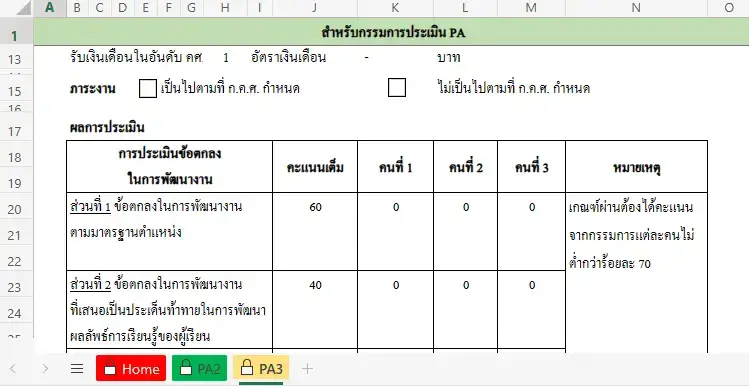 A B C D E F G H I J K L M N O
1 สำหรับกรรมการประเมิน PA
13 รับเงินเดือนในอันดับ คศ. 1 อัตราเงินเดือน - บาท
15 ภาระงาน เป็นไปตามที่ ก.ค.ศ. กำหนด ไม่เป็นไปตามที่ ก.ค.ศ. กำหนด
16
17 ผลการประเมิน
18 การประเมินข้อตกลง คะแนนเต็ม คนที่ 1 คนที่ 2 คนที่ 3 หมายเหตุ
19 ในการพัฒนางาน
20 ส่วนที่ 1 ข้อตกลงในการพัฒนางาน 60 0 0 0 เกณฑ์ผ่านต้องได้คะแนน
21 ตามมาตรฐานตำแหน่ง จากกรรมการแต่ละคนไม่
22 ต่ำกว่าร้อยละ 70
23 ส่วนที่ 2 ข้อตกลงในการพัฒนางาน 40 0 0 0
24 ที่เสนอเป็นประเด็นท้าทายในการพัฒนา
25 ผลลัพธ์การเรียนรู้ของผู้เรียน
Home PA2 PA3